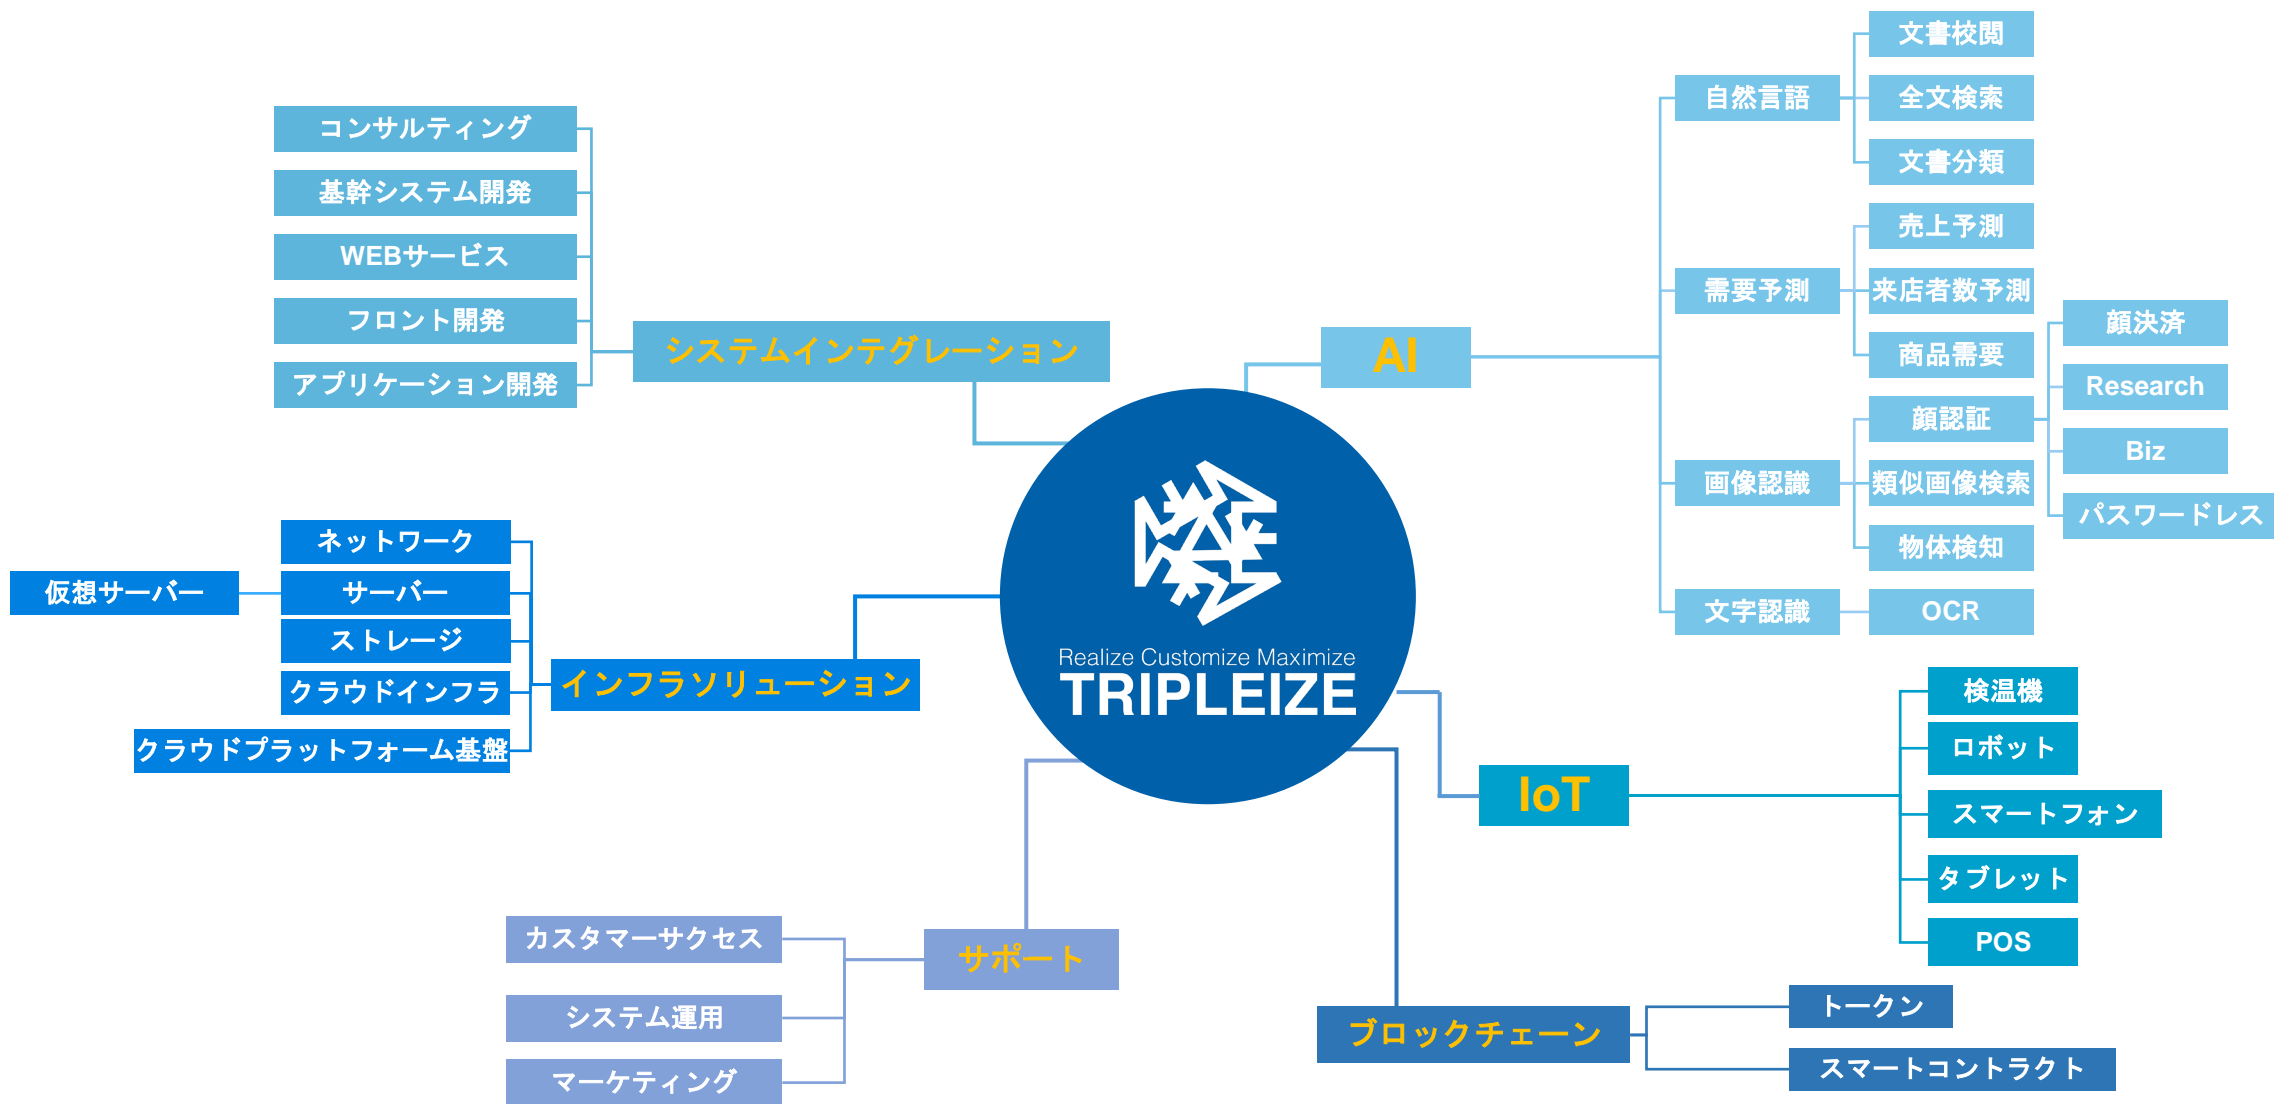 文書校閲
自然言語
全文検索
文書分類
売上予測
需要予測
来店者数予測
商品需要
顔決済
Research
顔認証
Biz
画像認識
類似画像検索
パスワードレス
物体検知
文字認識
OCR
AI
コンサルティング
基幹システム開発
WEBサービス
フロント開発
アプリケーション開発
システムインテグレーション
ネットワーク
仮想サーバー
サーバー
ストレージ
クラウドインフラ
クラウドプラットフォーム基盤
インフラソリューション
Realize Customize Maximize
TRIPLEIZE
IoT
検温機
ロボット
スマートフォン
タブレット
POS
カスタマーサクセス
システム運用
マーケティング
サポート
ブロックチェーン
トークン
スマートコントラクト